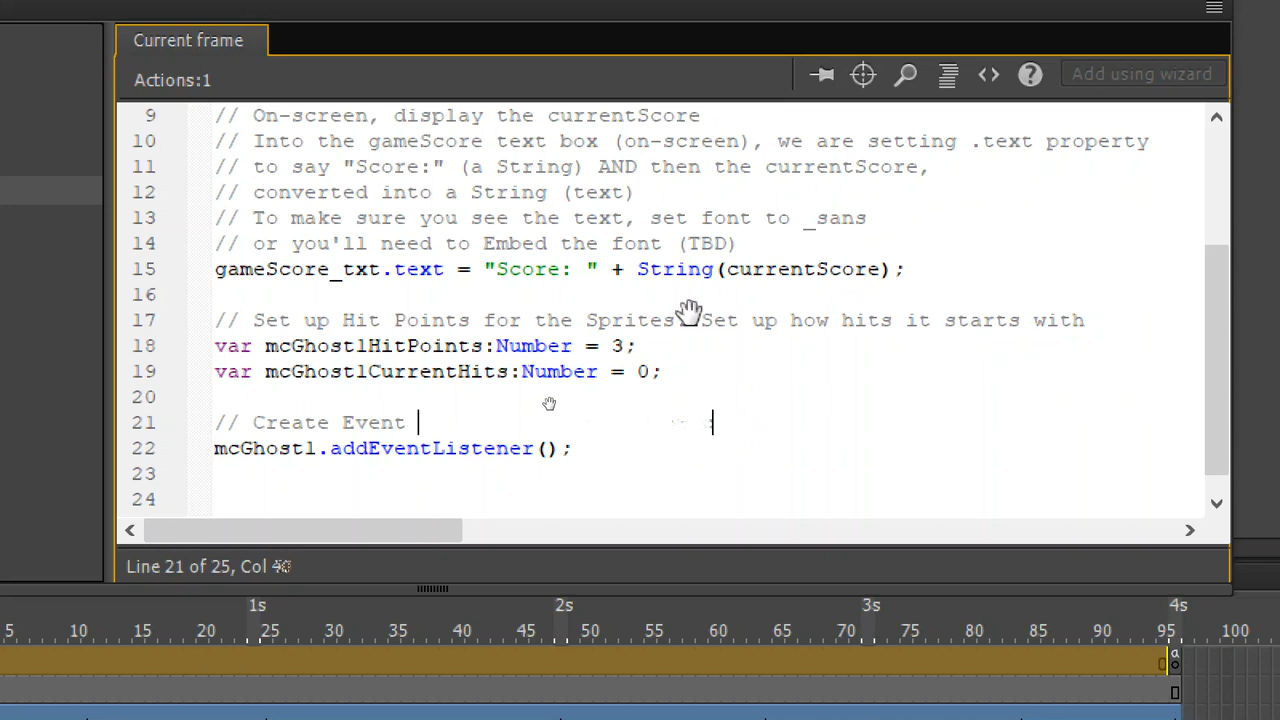 Current frame
Actions:1
Add using wizard
9 // On-screen, display the currentScore
10 // Into the gameScore text box (on-screen), we are setting .text property
11 // to say "Score:" (a String) AND then the currentScore,
12 // converted into a String (text)
13 // To make sure you see the text, set font to _sans
14 // or you'll need to Embed the font (TBD)
15 gameScore_txt.text = "Score: " + String(currentScore);
16
17 // Set up Hit Points for the Sprites Set up how hits it starts with
18 var mcGhost1HitPoints:Number = 3;
19 var mcGhost1CurrentHits:Number = 0;
20
21 // Create Event
22 mcGhost1.addEventListener();
23
24
Line 21 of 25, Col
1s 2s 3s 4s
5 10 15 20 25 30 35 40 45 50 55 60 65 70 75 80 85 90 95 100
a